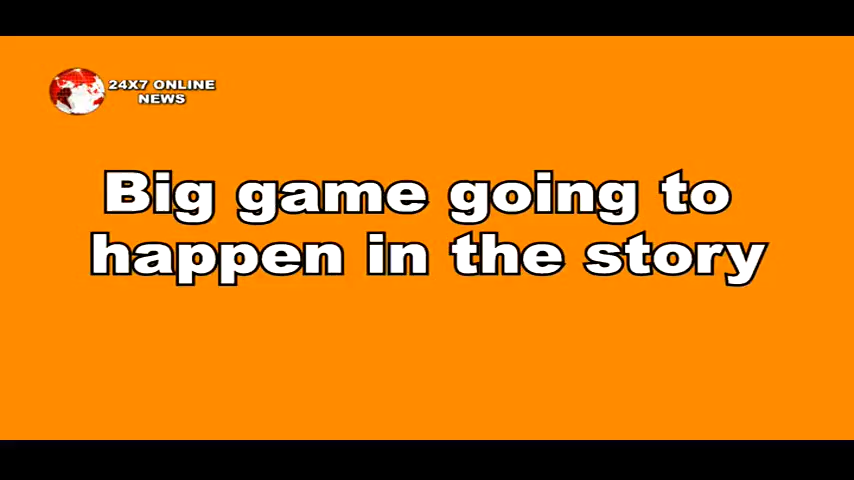 24X7 ONLINE
NEWS
Big game going to
happen in the story